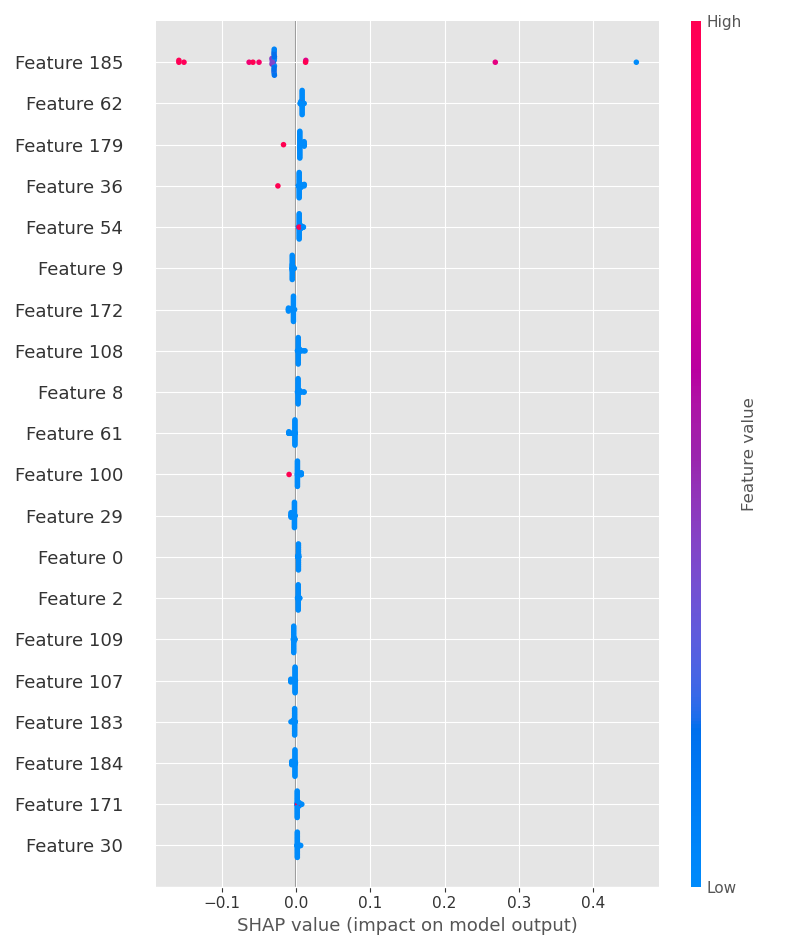 High
Feature 185
Feature 62
Feature 179
Feature 36
Feature 54
Feature 9
Feature 172
Feature 108
Feature 8
Feature 61
Feature 100
Feature 29
Feature 0
Feature 2
Feature 109
Feature 107
Feature 183
Feature 184
Feature 171
Feature 30
Feature value
Low
−0.1 0.0 0.1 0.2 0.3 0.4
SHAP value (impact on model output)